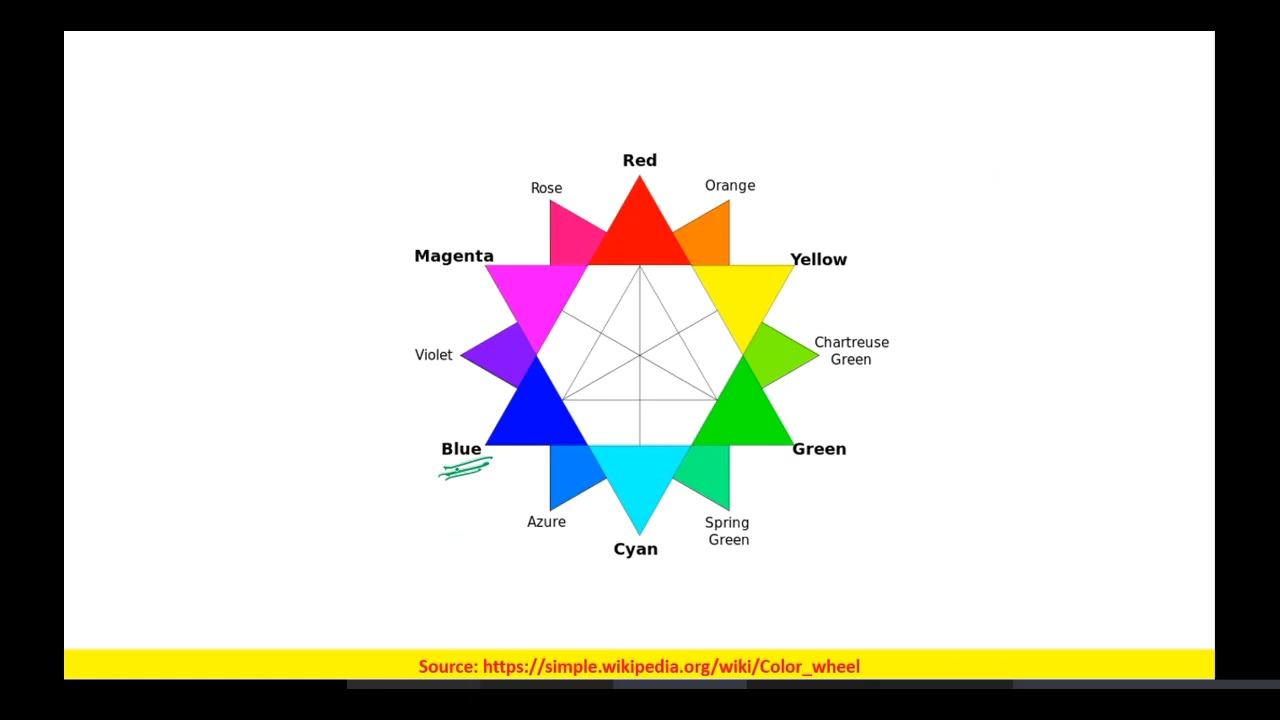 Red
Rose
Orange
Magenta
Yellow
Violet
Chartreuse
Green
Blue
Green
Azure
Spring
Green
Cyan
Source: https://simple.wikipedia.org/wiki/Color_wheel